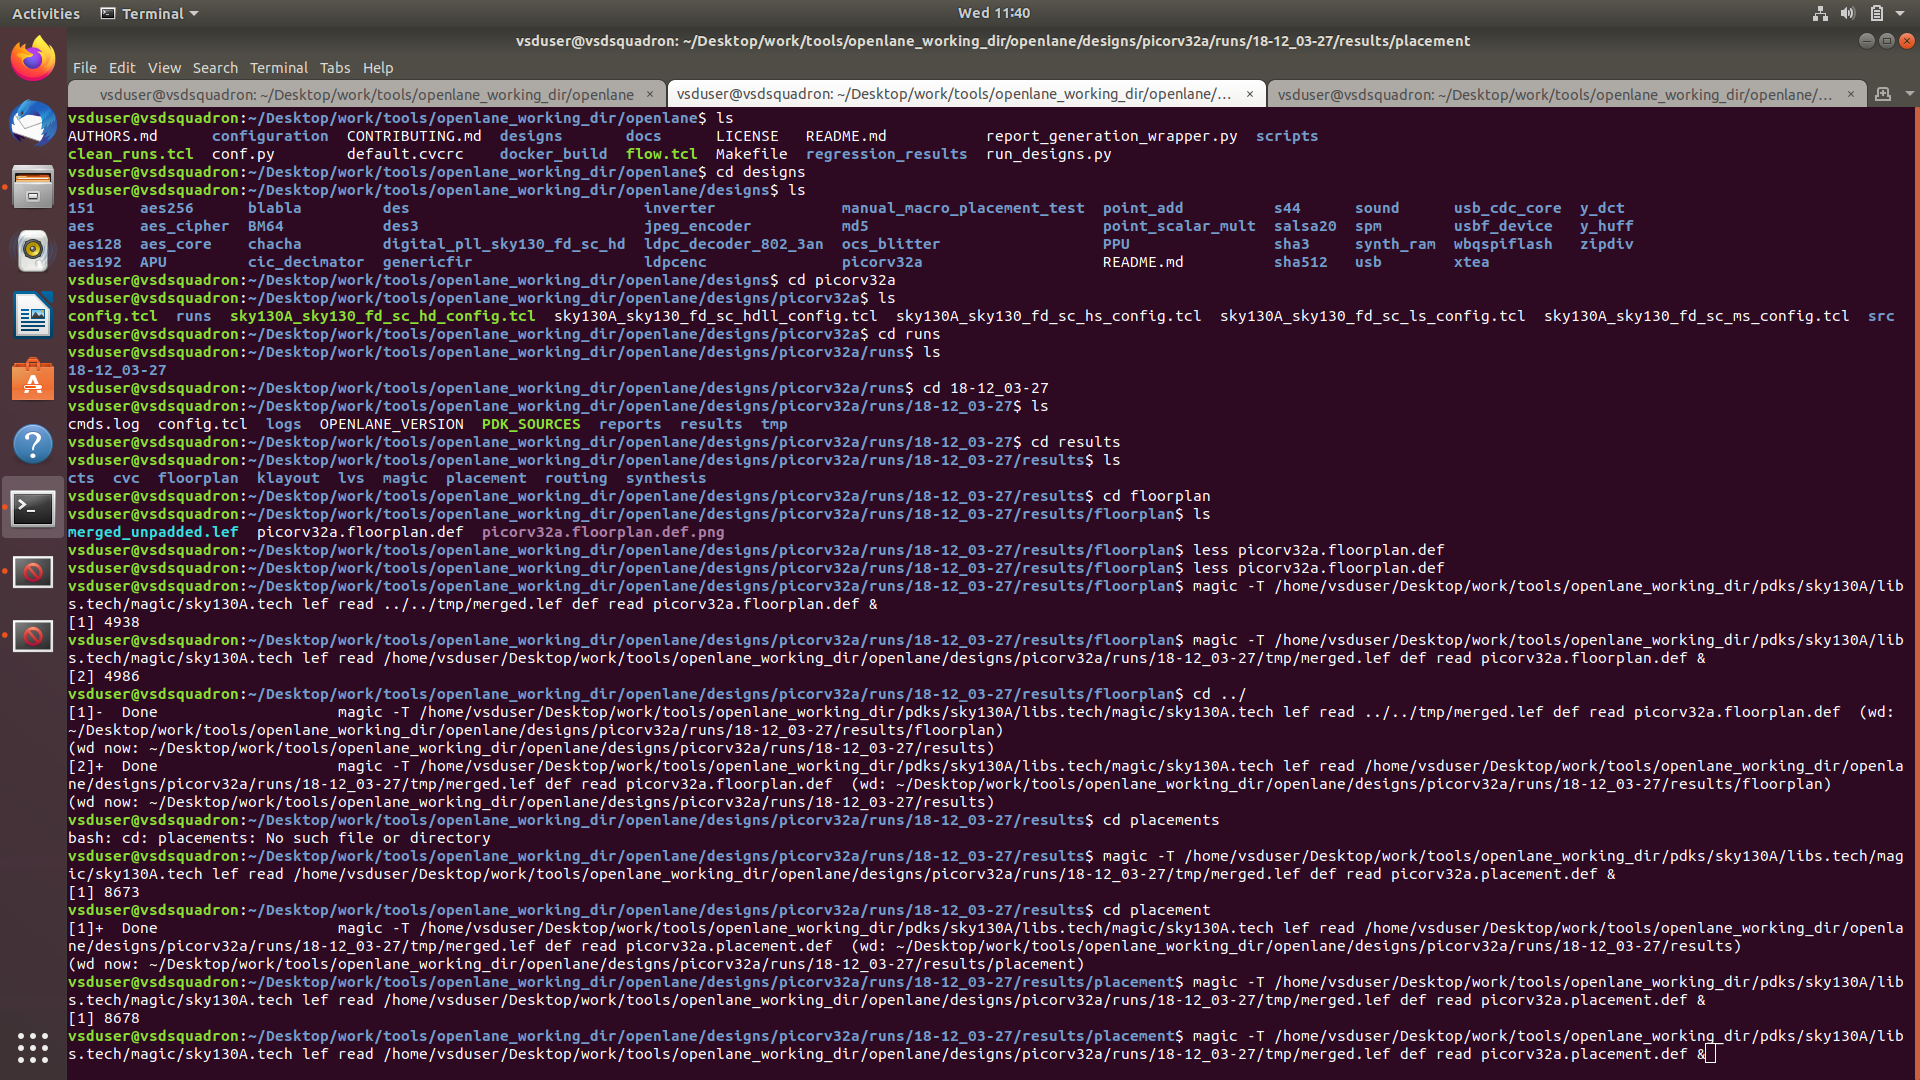 Activities Terminal Wed 11:40
vsduser@vsdsquadron: ~/Desktop/work/tools/openlane_working_dir/openlane/designs/picorv32a/runs/18-12_03-27/results/placement
File Edit View Search Terminal Tabs Help
vsduser@vsdsquadron: ~/Desktop/work/tools/openlane_working_dir/openlane × vsduser@vsdsquadron: ~/Desktop/work/tools/openlane_working_dir/openlane/... × vsduser@vsdsquadron: ~/Desktop/work/tools/openlane_working_dir/openlane/... ×
vsduser@vsdsquadron:~/Desktop/work/tools/openlane_working_dir/openlane$ ls
AUTHORS.md configuration CONTRIBUTING.md designs docs LICENSE README.md report_generation_wrapper.py scripts
clean_runs.tcl conf.py default.cvcrc docker_build flow.tcl Makefile regression_results run_designs.py
vsduser@vsdsquadron:~/Desktop/work/tools/openlane_working_dir/openlane$ cd designs
vsduser@vsdsquadron:~/Desktop/work/tools/openlane_working_dir/openlane/designs$ ls
151 aes256 blabla des inverter manual_macro_placement_test point_add s44 sound usb_cdc_core y_dct
aes aes_cipher BM64 des3 jpeg_encoder md5 point_scalar_mult salsa20 spm usbf_device y_huff
aes128 aes_core chacha digital_pll_sky130_fd_sc_hd ldpc_decoder_802_3an ocs_blitter PPU sha3 synth_ram wbqspiflash zipdiv
aes192 APU cic_decimator genericfir ldpcenc picorv32a README.md sha512 usb xtea
vsduser@vsdsquadron:~/Desktop/work/tools/openlane_working_dir/openlane/designs$ cd picorv32a
vsduser@vsdsquadron:~/Desktop/work/tools/openlane_working_dir/openlane/designs/picorv32a$ ls
config.tcl runs sky130A_sky130_fd_sc_hd_config.tcl sky130A_sky130_fd_sc_hdll_config.tcl sky130A_sky130_fd_sc_hs_config.tcl sky130A_sky130_fd_sc_ls_config.tcl sky130A_sky130_fd_sc_ms_config.tcl src
vsduser@vsdsquadron:~/Desktop/work/tools/openlane_working_dir/openlane/designs/picorv32a$ cd runs
vsduser@vsdsquadron:~/Desktop/work/tools/openlane_working_dir/openlane/designs/picorv32a/runs$ ls
18-12_03-27
vsduser@vsdsquadron:~/Desktop/work/tools/openlane_working_dir/openlane/designs/picorv32a/runs$ cd 18-12_03-27
vsduser@vsdsquadron:~/Desktop/work/tools/openlane_working_dir/openlane/designs/picorv32a/runs/18-12_03-27$ ls
cmds.log config.tcl logs OPENLANE_VERSION PDK_SOURCES reports results tmp
vsduser@vsdsquadron:~/Desktop/work/tools/openlane_working_dir/openlane/designs/picorv32a/runs/18-12_03-27$ cd results
vsduser@vsdsquadron:~/Desktop/work/tools/openlane_working_dir/openlane/designs/picorv32a/runs/18-12_03-27/results$ ls
cts cvc floorplan klayout lvs magic placement routing synthesis
vsduser@vsdsquadron:~/Desktop/work/tools/openlane_working_dir/openlane/designs/picorv32a/runs/18-12_03-27/results$ cd floorplan
vsduser@vsdsquadron:~/Desktop/work/tools/openlane_working_dir/openlane/designs/picorv32a/runs/18-12_03-27/results/floorplan$ ls
merged_unpadded.lef picorv32a.floorplan.def picorv32a.floorplan.def.png
vsduser@vsdsquadron:~/Desktop/work/tools/openlane_working_dir/openlane/designs/picorv32a/runs/18-12_03-27/results/floorplan$ less picorv32a.floorplan.def
vsduser@vsdsquadron:~/Desktop/work/tools/openlane_working_dir/openlane/designs/picorv32a/runs/18-12_03-27/results/floorplan$ less picorv32a.floorplan.def
vsduser@vsdsquadron:~/Desktop/work/tools/openlane_working_dir/openlane/designs/picorv32a/runs/18-12_03-27/results/floorplan$ magic -T /home/vsduser/Desktop/work/tools/openlane_working_dir/pdks/sky130A/lib
s.tech/magic/sky130A.tech lef read ../../tmp/merged.lef def read picorv32a.floorplan.def &
[1] 4938
vsduser@vsdsquadron:~/Desktop/work/tools/openlane_working_dir/openlane/designs/picorv32a/runs/18-12_03-27/results/floorplan$ magic -T /home/vsduser/Desktop/work/tools/openlane_working_dir/pdks/sky130A/lib
s.tech/magic/sky130A.tech lef read /home/vsduser/Desktop/work/tools/openlane_working_dir/openlane/designs/picorv32a/runs/18-12_03-27/tmp/merged.lef def read picorv32a.floorplan.def &
[2] 4986
vsduser@vsdsquadron:~/Desktop/work/tools/openlane_working_dir/openlane/designs/picorv32a/runs/18-12_03-27/results/floorplan$ cd ../
[1]- Done magic -T /home/vsduser/Desktop/work/tools/openlane_working_dir/pdks/sky130A/libs.tech/magic/sky130A.tech lef read ../../tmp/merged.lef def read picorv32a.floorplan.def (wd:
~/Desktop/work/tools/openlane_working_dir/openlane/designs/picorv32a/runs/18-12_03-27/results/floorplan)
(wd now: ~/Desktop/work/tools/openlane_working_dir/openlane/designs/picorv32a/runs/18-12_03-27/results)
[2]+ Done magic -T /home/vsduser/Desktop/work/tools/openlane_working_dir/pdks/sky130A/libs.tech/magic/sky130A.tech lef read /home/vsduser/Desktop/work/tools/openlane_working_dir/openla
ne/designs/picorv32a/runs/18-12_03-27/tmp/merged.lef def read picorv32a.floorplan.def (wd: ~/Desktop/work/tools/openlane_working_dir/openlane/designs/picorv32a/runs/18-12_03-27/results/floorplan)
(wd now: ~/Desktop/work/tools/openlane_working_dir/openlane/designs/picorv32a/runs/18-12_03-27/results)
vsduser@vsdsquadron:~/Desktop/work/tools/openlane_working_dir/openlane/designs/picorv32a/runs/18-12_03-27/results$ cd placements
bash: cd: placements: No such file or directory
vsduser@vsdsquadron:~/Desktop/work/tools/openlane_working_dir/openlane/designs/picorv32a/runs/18-12_03-27/results$ magic -T /home/vsduser/Desktop/work/tools/openlane_working_dir/pdks/sky130A/libs.tech/mag
ic/sky130A.tech lef read /home/vsduser/Desktop/work/tools/openlane_working_dir/openlane/designs/picorv32a/runs/18-12_03-27/tmp/merged.lef def read picorv32a.placement.def &
[1] 8673
vsduser@vsdsquadron:~/Desktop/work/tools/openlane_working_dir/openlane/designs/picorv32a/runs/18-12_03-27/results$ cd placement
[1]+ Done magic -T /home/vsduser/Desktop/work/tools/openlane_working_dir/pdks/sky130A/libs.tech/magic/sky130A.tech lef read /home/vsduser/Desktop/work/tools/openlane_working_dir/openla
ne/designs/picorv32a/runs/18-12_03-27/tmp/merged.lef def read picorv32a.placement.def (wd: ~/Desktop/work/tools/openlane_working_dir/openlane/designs/picorv32a/runs/18-12_03-27/results)
(wd now: ~/Desktop/work/tools/openlane_working_dir/openlane/designs/picorv32a/runs/18-12_03-27/results/placement)
vsduser@vsdsquadron:~/Desktop/work/tools/openlane_working_dir/openlane/designs/picorv32a/runs/18-12_03-27/results/placement$ magic -T /home/vsduser/Desktop/work/tools/openlane_working_dir/pdks/sky130A/lib
s.tech/magic/sky130A.tech lef read /home/vsduser/Desktop/work/tools/openlane_working_dir/openlane/designs/picorv32a/runs/18-12_03-27/tmp/merged.lef def read picorv32a.placement.def &
[1] 8678
vsduser@vsdsquadron:~/Desktop/work/tools/openlane_working_dir/openlane/designs/picorv32a/runs/18-12_03-27/results/placement$ magic -T /home/vsduser/Desktop/work/tools/openlane_working_dir/pdks/sky130A/lib
s.tech/magic/sky130A.tech lef read /home/vsduser/Desktop/work/tools/openlane_working_dir/openlane/designs/picorv32a/runs/18-12_03-27/tmp/merged.lef def read picorv32a.placement.def &